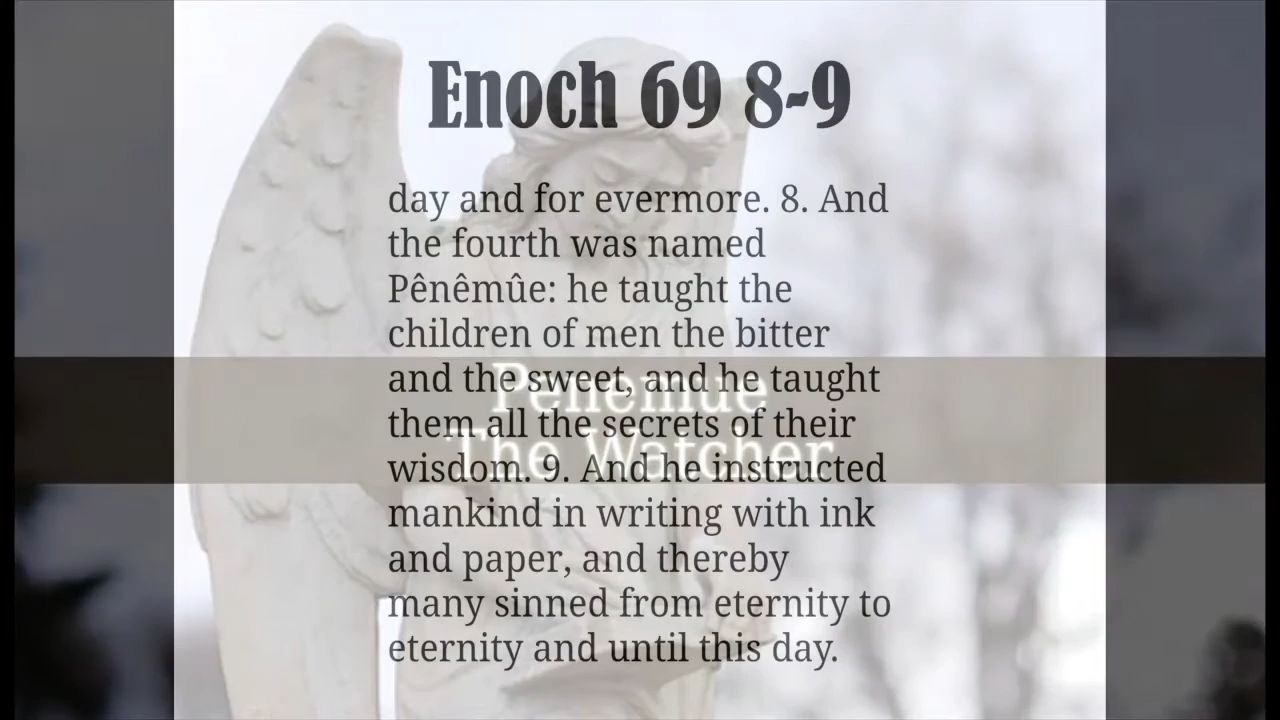 Enoch 69 8-9
day and for evermore. 8. And
the fourth was named
Pênêmûe: he taught the
children of men the bitter
and the sweet, and he taught
them all the secrets of their
wisdom. 9. And he instructed
mankind in writing with ink
and paper, and thereby
many sinned from eternity to
eternity and until this day.
Penemue
The Watcher